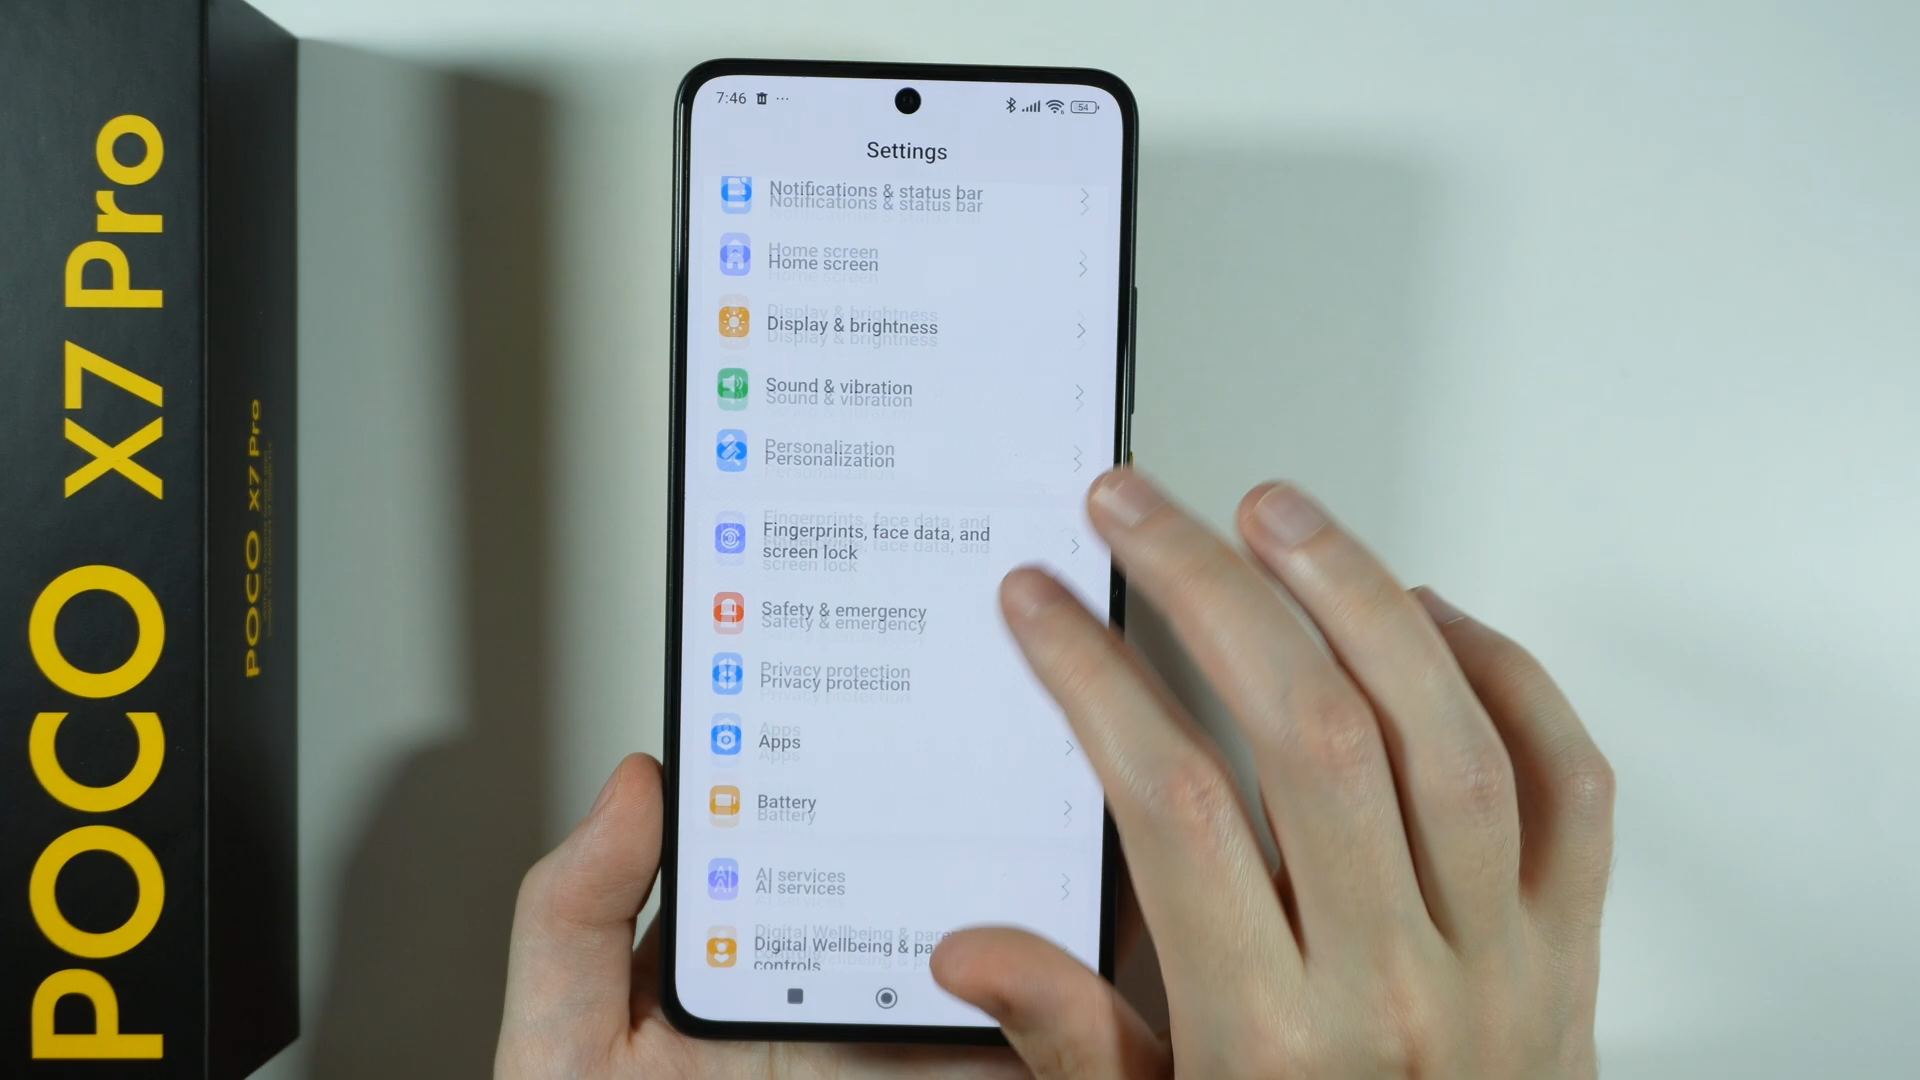 POCO X7 Pro
POCO X7 Pro
7:46
54
Settings
Notifications & status bar
Home screen
Display & brightness
Sound & vibration
Personalization
Fingerprints, face data, and
screen lock
Safety & emergency
Privacy protection
Apps
Battery
AI services
Digital Wellbeing &
controls